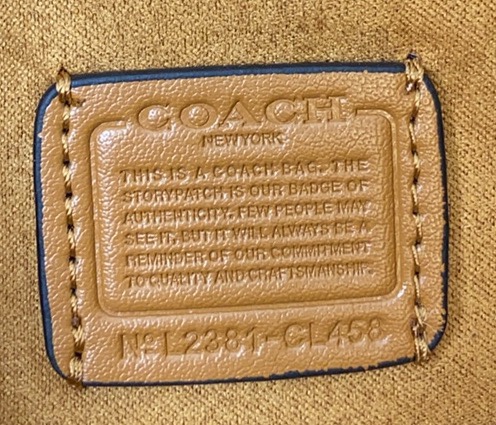 COACH
NEW YORK
THIS IS A COACH BAG. THE
STORYPATCH IS OUR BADGE OF
AUTHENTICITY. FEW PEOPLE MAY
SEE IT, BUT IT WILL ALWAYS BE A
REMINDER OF OUR COMMITMENT
TO QUALITY AND CRAFTSMANSHIP.
№ L2381-CL458